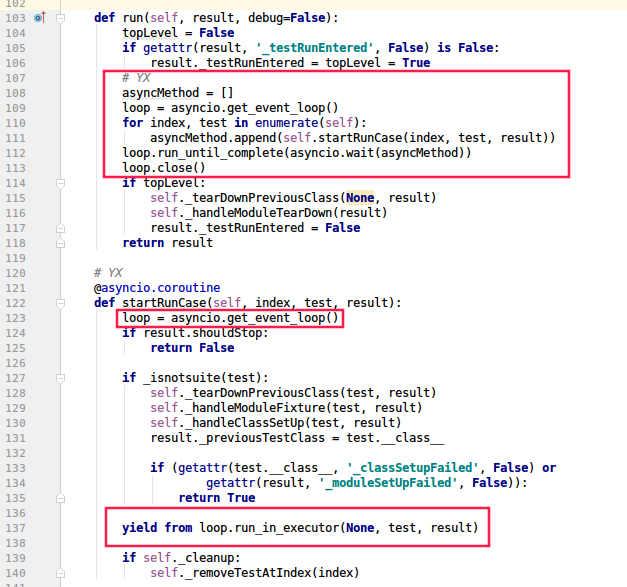 102
103 def run(self, result, debug=False):
104 topLevel = False
105 if getattr(result, '_testRunEntered', False) is False:
106 result._testRunEntered = topLevel = True
107 # YX
108 asyncMethod = []
109 loop = asyncio.get_event_loop()
110 for index, test in enumerate(self):
111 asyncMethod.append(self.startRunCase(index, test, result))
112 loop.run_until_complete(asyncio.wait(asyncMethod))
113 loop.close()
114 if topLevel:
115 self._tearDownPreviousClass(None, result)
116 self._handleModuleTearDown(result)
117 result._testRunEntered = False
118 return result
119
120 # YX
121 @asyncio.coroutine
122 def startRunCase(self, index, test, result):
123 loop = asyncio.get_event_loop()
124 if result.shouldStop:
125 return False
126
127 if _isnotsuite(test):
128 self._tearDownPreviousClass(test, result)
129 self._handleModuleFixture(test, result)
130 self._handleClassSetUp(test, result)
131 result._previousTestClass = test.__class__
132
133 if (getattr(test.__class__, '_classSetupFailed', False) or
134 getattr(result, '_moduleSetUpFailed', False)):
135 return True
136
137 yield from loop.run_in_executor(None, test, result)
138
139 if self._cleanup:
140 self._removeTestAtIndex(index)
141